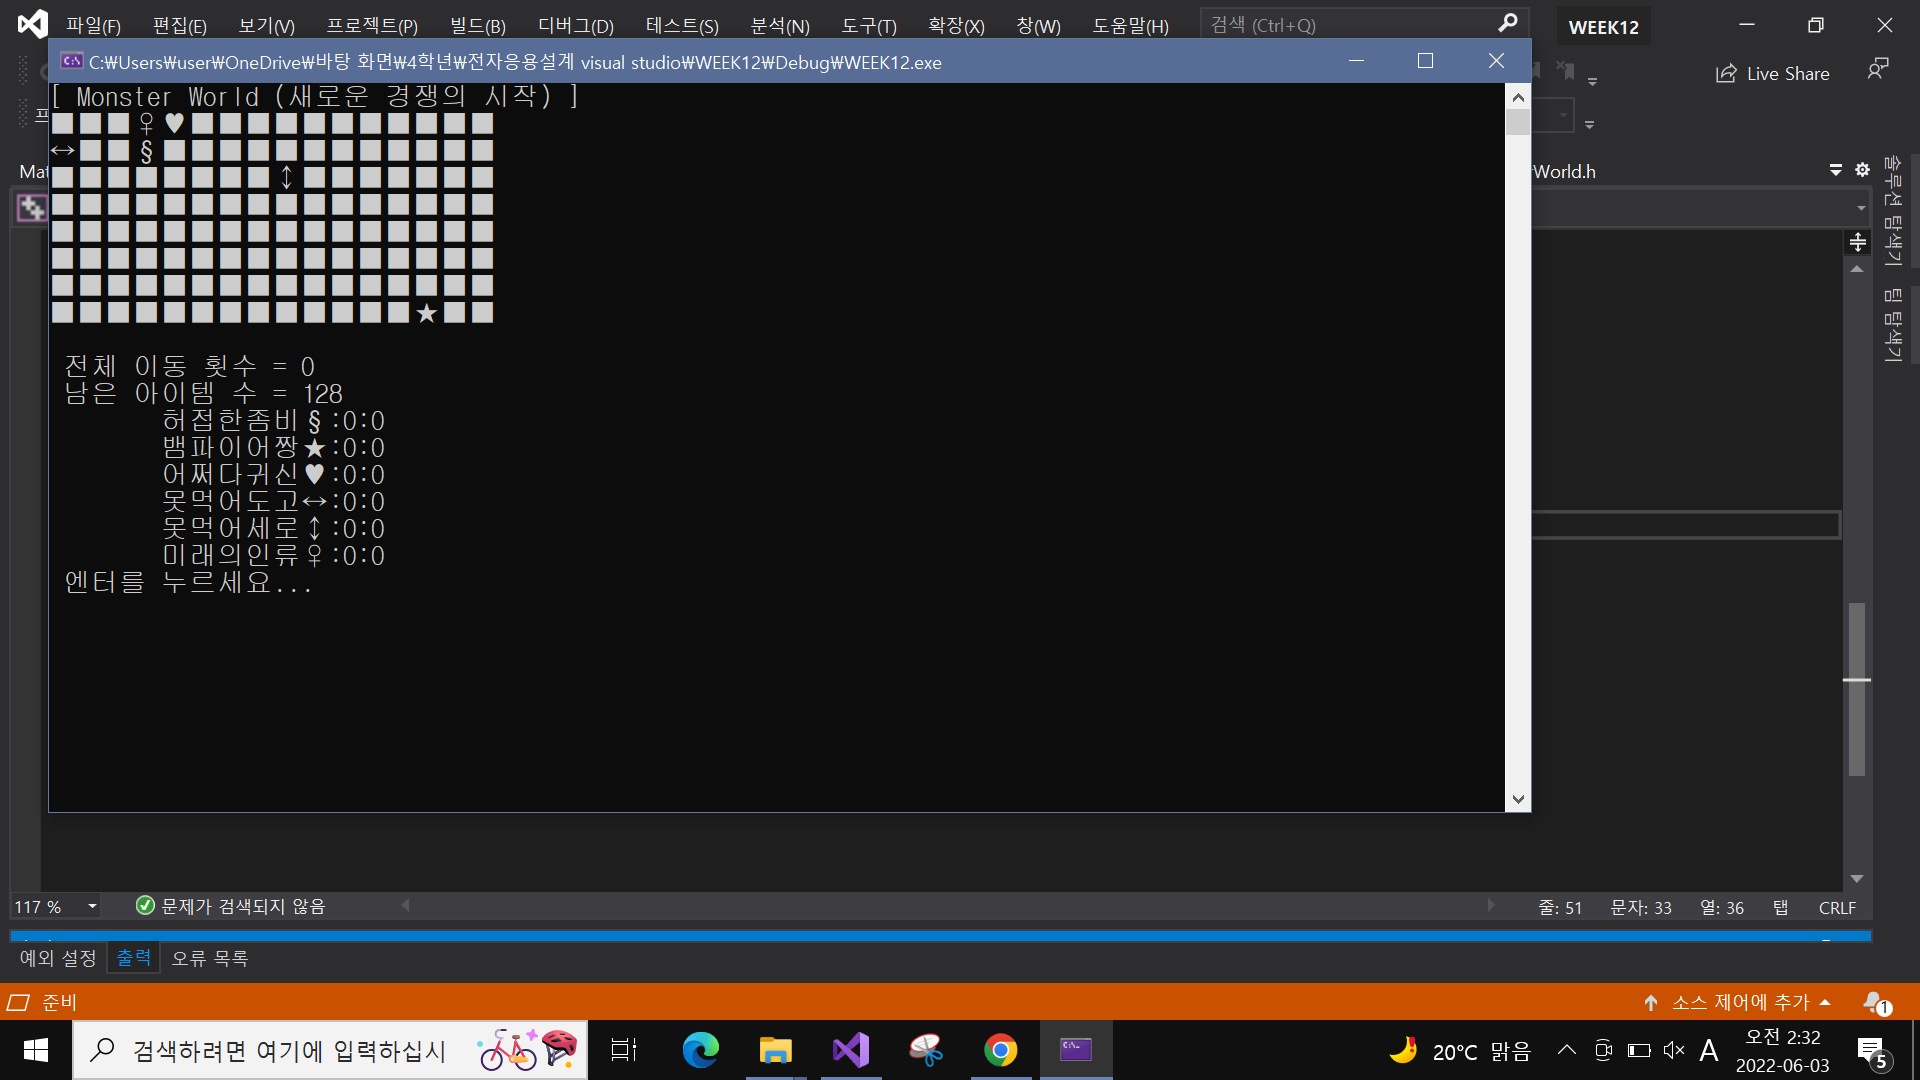 파일(F) 편집(E) 보기(V) 프로젝트(P) 빌드(B) 디버그(D) 테스트(S) 분석(N) 도구(T) 확장(X) 창(W) 도움말(H) 검색 (Ctrl+Q) WEEK12
C:\Users\user\OneDrive\바탕 화면\4학년\전자응용설계 visual studio\WEEK12\Debug\WEEK12.exe
Live Share
[ Monster World (새로운 경쟁의 시작) ]
■■■♀♥■■■■■■■■■■■
↔■■§■■■■■■■■■■■■
■■■■■■■■↕■■■■■■■
■■■■■■■■■■■■■■■■
■■■■■■■■■■■■■■■■
■■■■■■■■■■■■■■■■
■■■■■■■■■■■■■■■■
■■■■■■■■■■■■■★■■
전체 이동 횟수 = 0
남은 아이템 수 = 128
허접한좀비§:0:0
뱀파이어짱★:0:0
어쩌다귀신♥:0:0
못먹어도고↔:0:0
못먹어세로↕:0:0
미래의인류♀:0:0
엔터를 누르세요...
World.h
솔루션 탐색기
팀 탐색기
117 % 문제가 검색되지 않음 줄: 51 문자: 33 열: 36 탭 CRLF
예외 설정 출력 오류 목록
준비 소스 제어에 추가 1
검색하려면 여기에 입력하십시 20°C 맑음 A 오전 2:32
2022-06-03 5